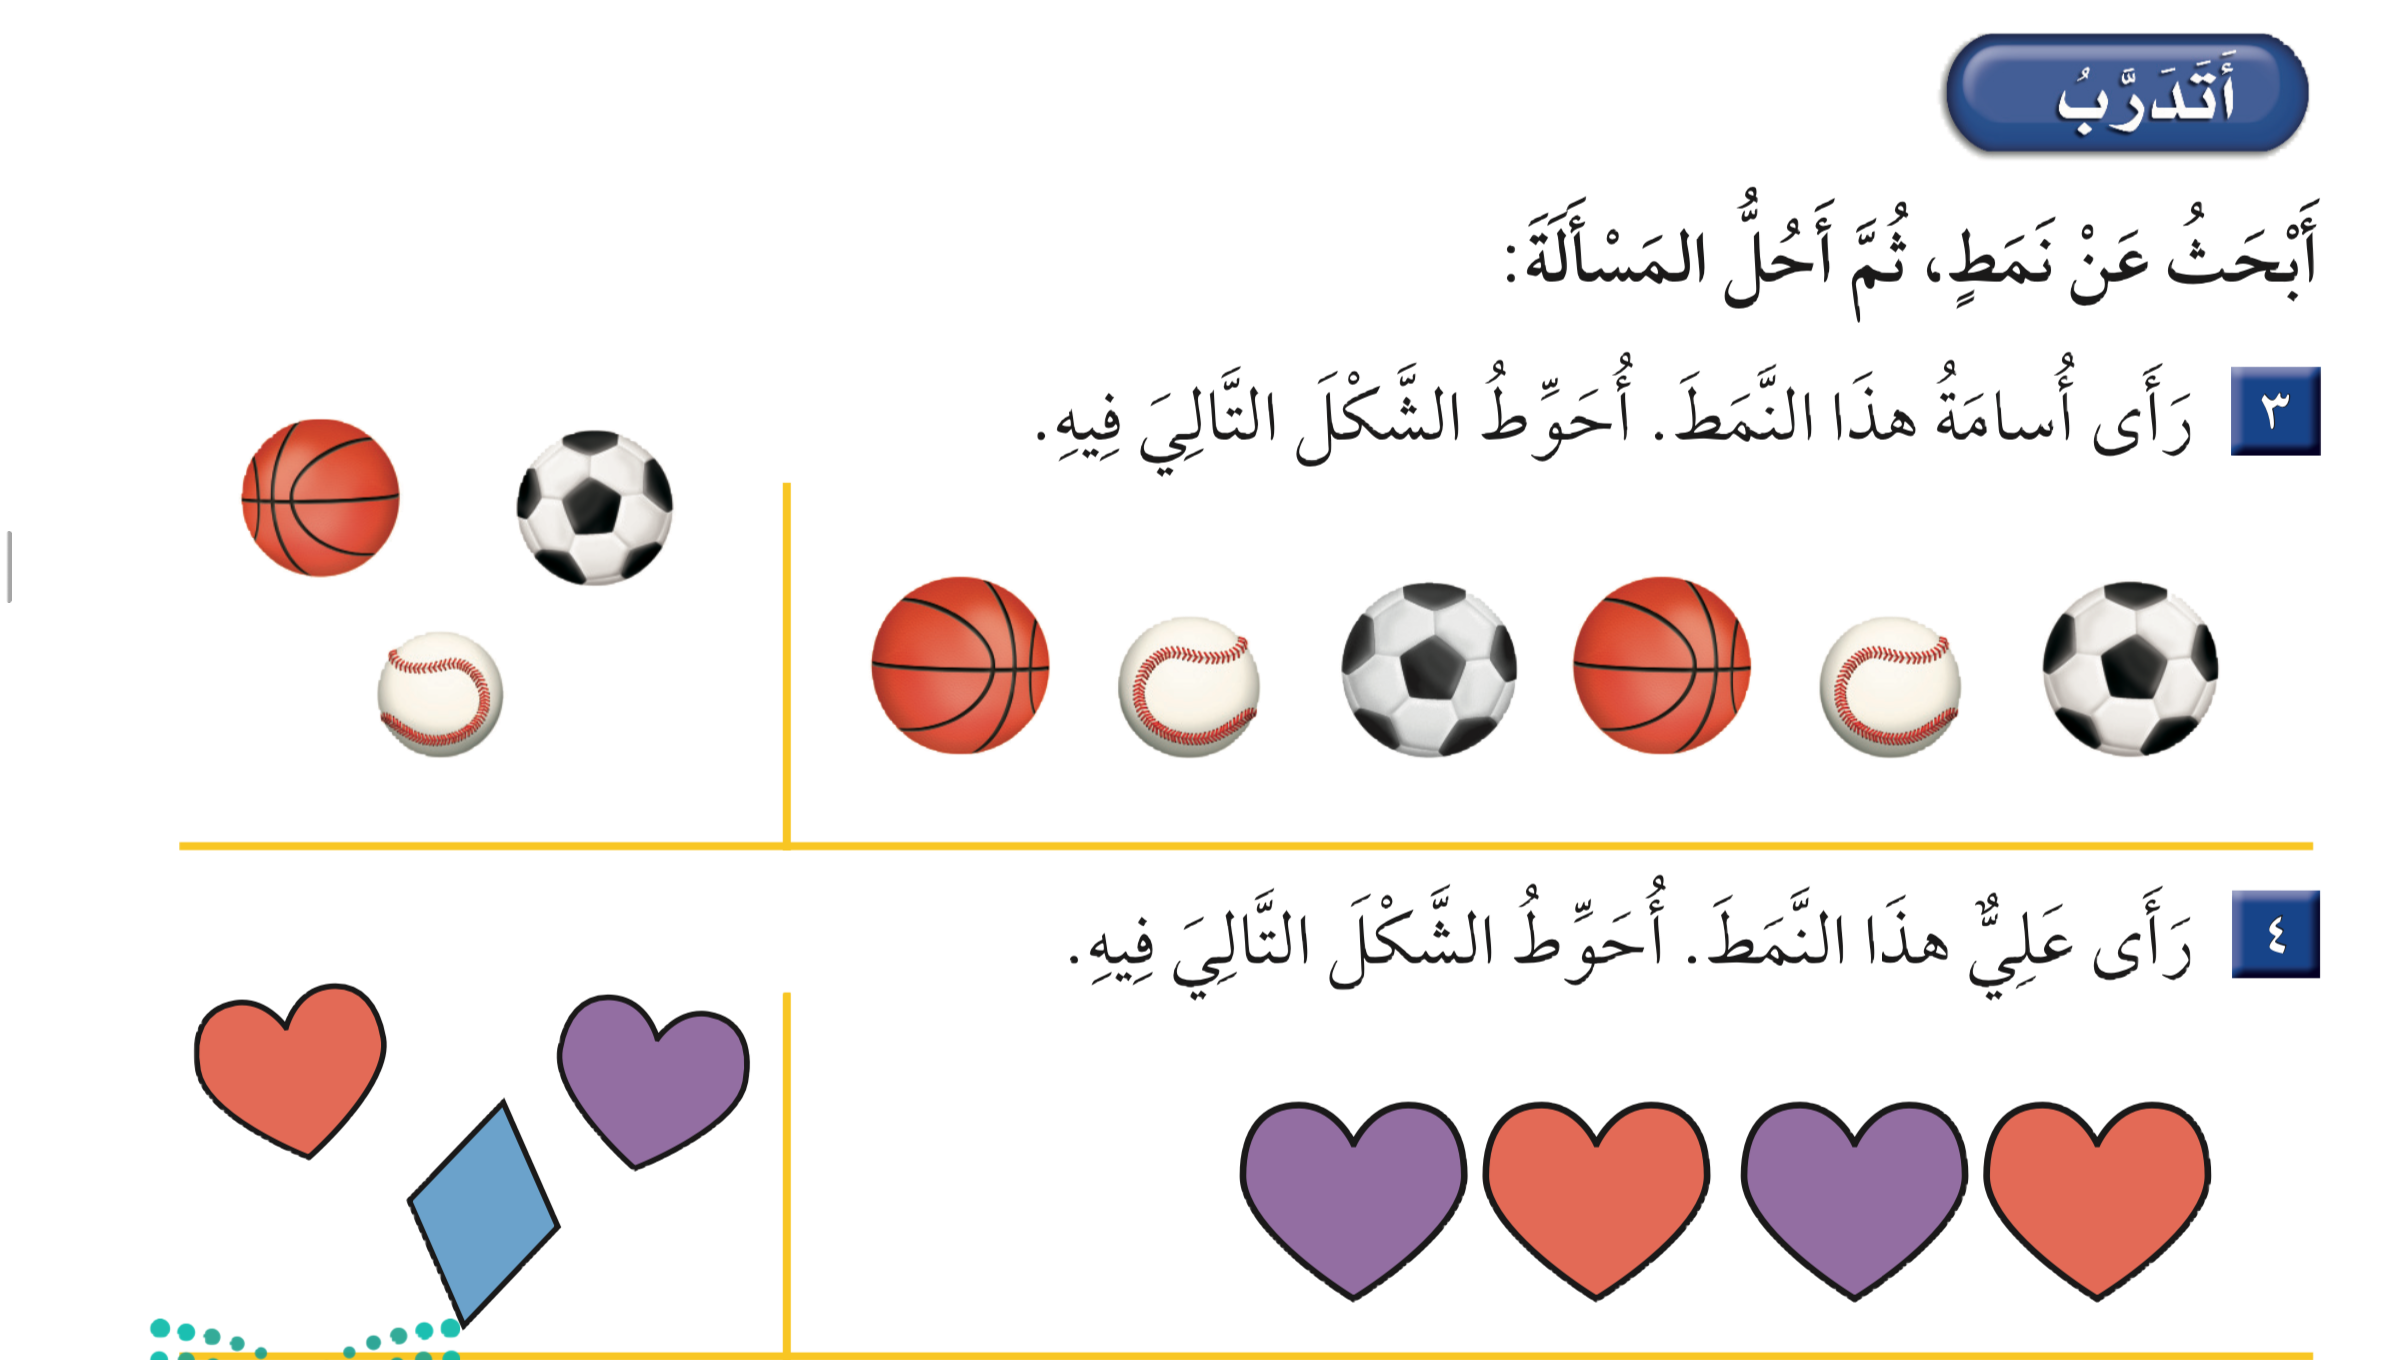 أَتَدَرَّبُ
أَبْحَثُ عَنْ نَمَطٍ، ثُمَّ أَحُلُّ المَسْأَلَةَ:
٣ رَأَى أُسامَةُ هذَا النَّمَطَ. أُحَوِّطُ الشَّكْلَ التَّالِيَ فِيهِ.
٤ رَأَى عَلِيٌّ هذَا النَّمَطَ. أُحَوِّطُ الشَّكْلَ التَّالِيَ فِيهِ.